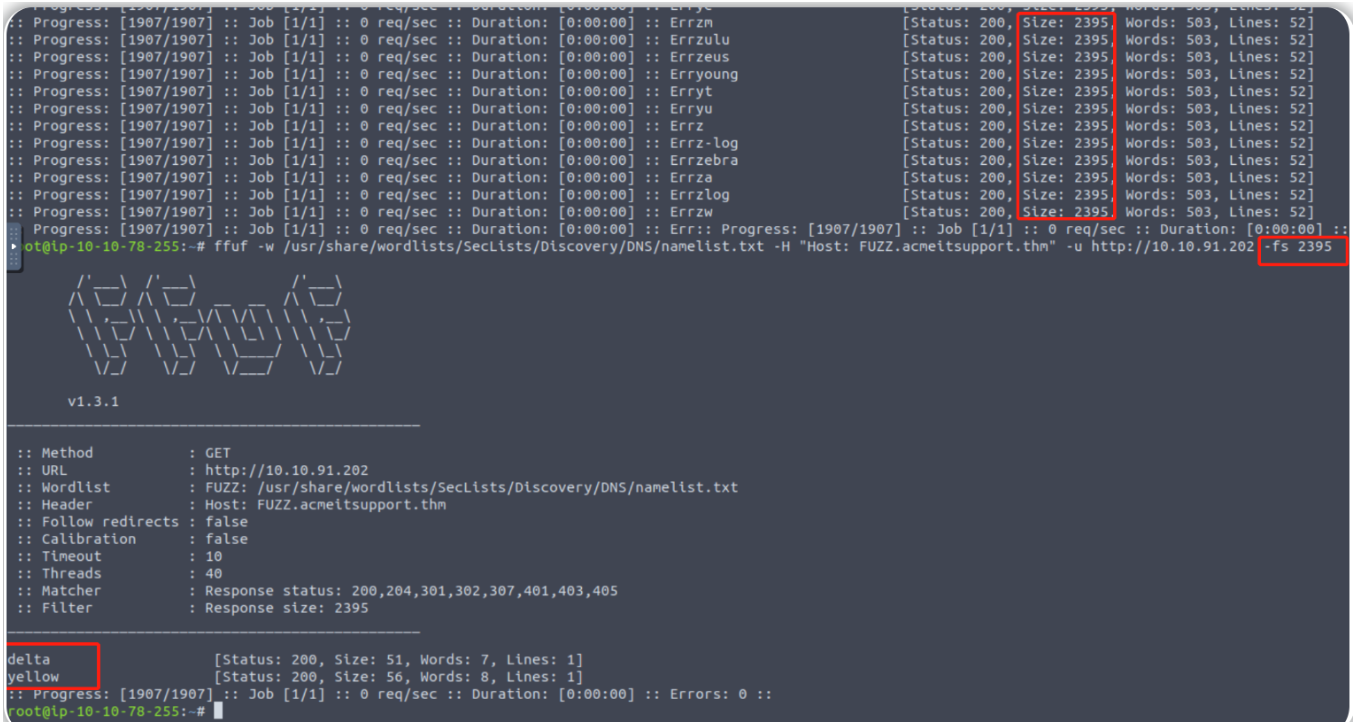 :: Progress: [1907/1907] :: Job [1/1] :: 0 req/sec :: Duration: [0:00:00] :: Errzm [Status: 200, Size: 2395, Words: 503, Lines: 52]
:: Progress: [1907/1907] :: Job [1/1] :: 0 req/sec :: Duration: [0:00:00] :: Errzulu [Status: 200, Size: 2395, Words: 503, Lines: 52]
:: Progress: [1907/1907] :: Job [1/1] :: 0 req/sec :: Duration: [0:00:00] :: Errzeus [Status: 200, Size: 2395, Words: 503, Lines: 52]
:: Progress: [1907/1907] :: Job [1/1] :: 0 req/sec :: Duration: [0:00:00] :: Erryoung [Status: 200, Size: 2395, Words: 503, Lines: 52]
:: Progress: [1907/1907] :: Job [1/1] :: 0 req/sec :: Duration: [0:00:00] :: Erryt [Status: 200, Size: 2395, Words: 503, Lines: 52]
:: Progress: [1907/1907] :: Job [1/1] :: 0 req/sec :: Duration: [0:00:00] :: Erryu [Status: 200, Size: 2395, Words: 503, Lines: 52]
:: Progress: [1907/1907] :: Job [1/1] :: 0 req/sec :: Duration: [0:00:00] :: Errz [Status: 200, Size: 2395, Words: 503, Lines: 52]
:: Progress: [1907/1907] :: Job [1/1] :: 0 req/sec :: Duration: [0:00:00] :: Errz-log [Status: 200, Size: 2395, Words: 503, Lines: 52]
:: Progress: [1907/1907] :: Job [1/1] :: 0 req/sec :: Duration: [0:00:00] :: Errzebra [Status: 200, Size: 2395, Words: 503, Lines: 52]
:: Progress: [1907/1907] :: Job [1/1] :: 0 req/sec :: Duration: [0:00:00] :: Errza [Status: 200, Size: 2395, Words: 503, Lines: 52]
:: Progress: [1907/1907] :: Job [1/1] :: 0 req/sec :: Duration: [0:00:00] :: Errzlog [Status: 200, Size: 2395, Words: 503, Lines: 52]
:: Progress: [1907/1907] :: Job [1/1] :: 0 req/sec :: Duration: [0:00:00] :: Errzw [Status: 200, Size: 2395, Words: 503, Lines: 52]
Progress: [1907/1907] :: Job [1/1] :: 0 req/sec :: Duration: [0:00:00] :: Err:: Progress: [1907/1907] :: Job [1/1] :: 0 req/sec :: Duration: [0:00:00] ::
ot@ip-10-10-78-255:~# ffuf -w /usr/share/wordlists/SecLists/Discovery/DNS/namelist.txt -H "Host: FUZZ.acmeitsupport.thm" -u http://10.10.91.202 -fs 2395
v1.3.1
:: Method : GET
:: URL : http://10.10.91.202
:: Wordlist : FUZZ: /usr/share/wordlists/SecLists/Discovery/DNS/namelist.txt
:: Header : Host: FUZZ.acmeitsupport.thm
:: Follow redirects : false
:: Calibration : false
:: Timeout : 10
:: Threads : 40
:: Matcher : Response status: 200,204,301,302,307,401,403,405
:: Filter : Response size: 2395
delta [Status: 200, Size: 51, Words: 7, Lines: 1]
yellow [Status: 200, Size: 56, Words: 8, Lines: 1]
:: Progress: [1907/1907] :: Job [1/1] :: 0 req/sec :: Duration: [0:00:00] :: Errors: 0 ::
root@ip-10-10-78-255:~#